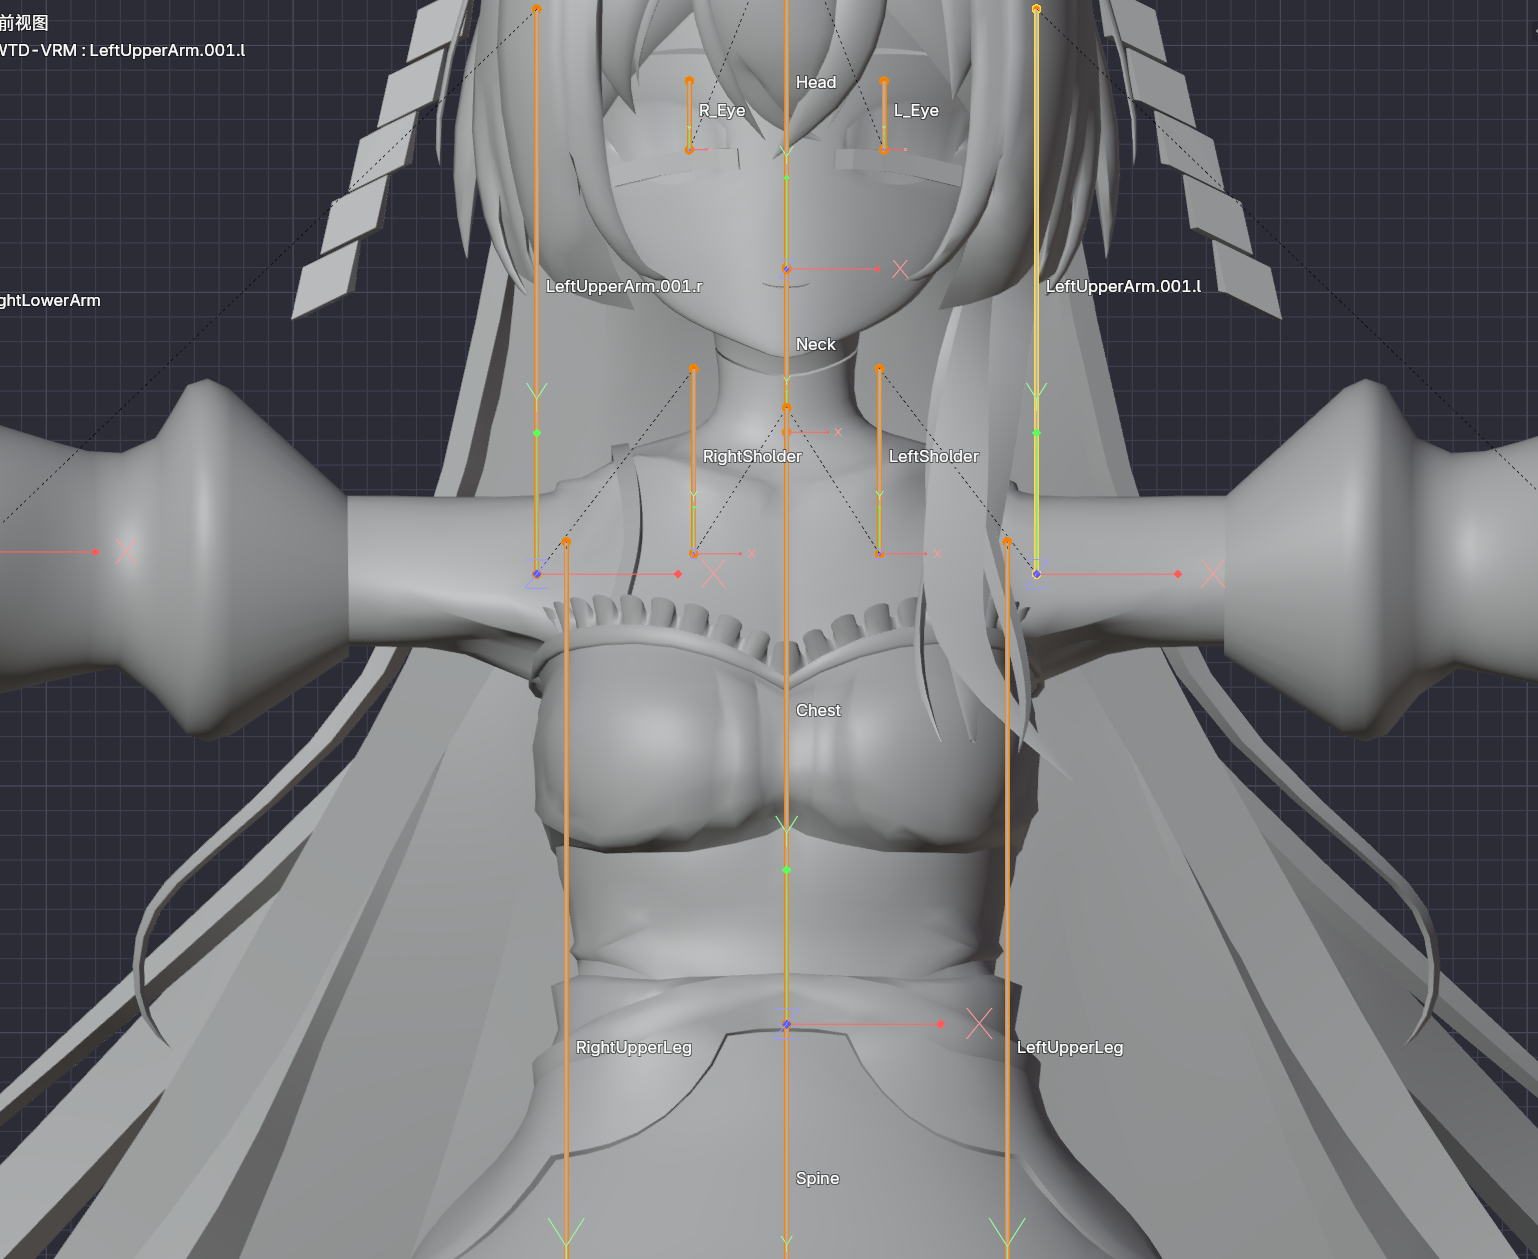 前视图
WTD-VRM : LeftUpperArm.001.l
Head
R_Eye
L_Eye
LeftUpperArm.001.r
LeftUpperArm.001.l
ghtLowerArm
Neck
RightSholder
LeftSholder
Chest
RightUpperLeg
LeftUpperLeg
Spine